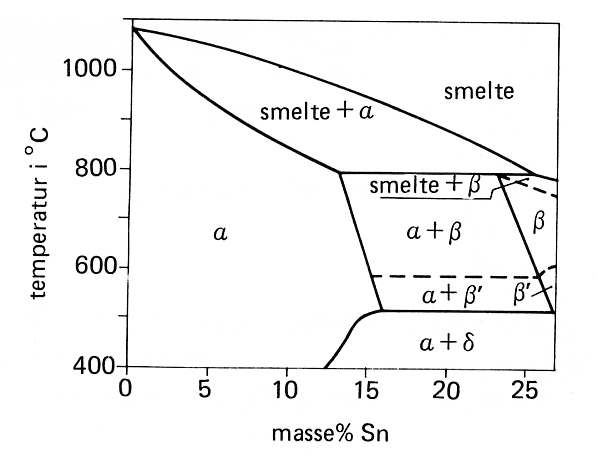 1000
800
600
400
temperatur i °C
smelte
smelte + α
smelte + β
α
α + β
β
α + β′
β′
α + δ
0 5 10 15 20 25
masse% Sn